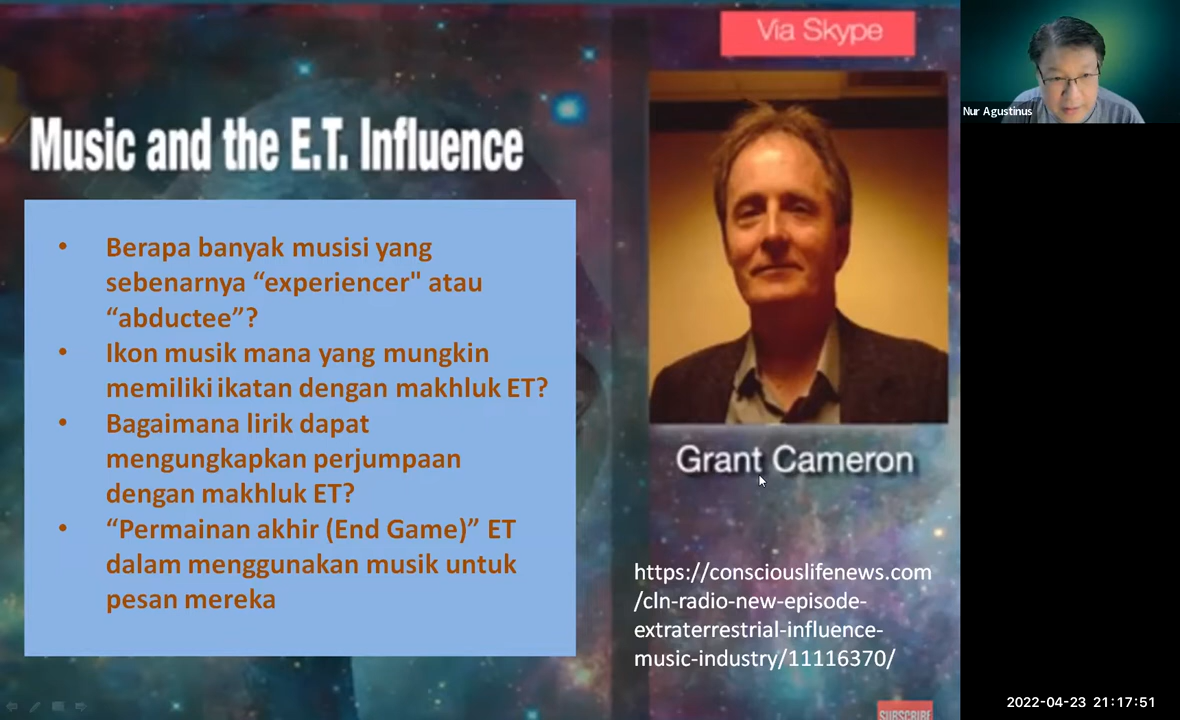 Via Skype
Nur Agustinus
Music and the E.T. Influence
• Berapa banyak musisi yang
sebenarnya “experiencer" atau
“abductee”?
• Ikon musik mana yang mungkin
memiliki ikatan dengan makhluk ET?
• Bagaimana lirik dapat
mengungkapkan perjumpaan
dengan makhluk ET?
• “Permainan akhir (End Game)” ET
dalam menggunakan musik untuk
pesan mereka
Grant Cameron
https://consciouslifenews.com
/cln-radio-new-episode-
extraterrestrial-influence-
music-industry/11116370/
SUBSCRIBE
2022-04-23 21:17:51